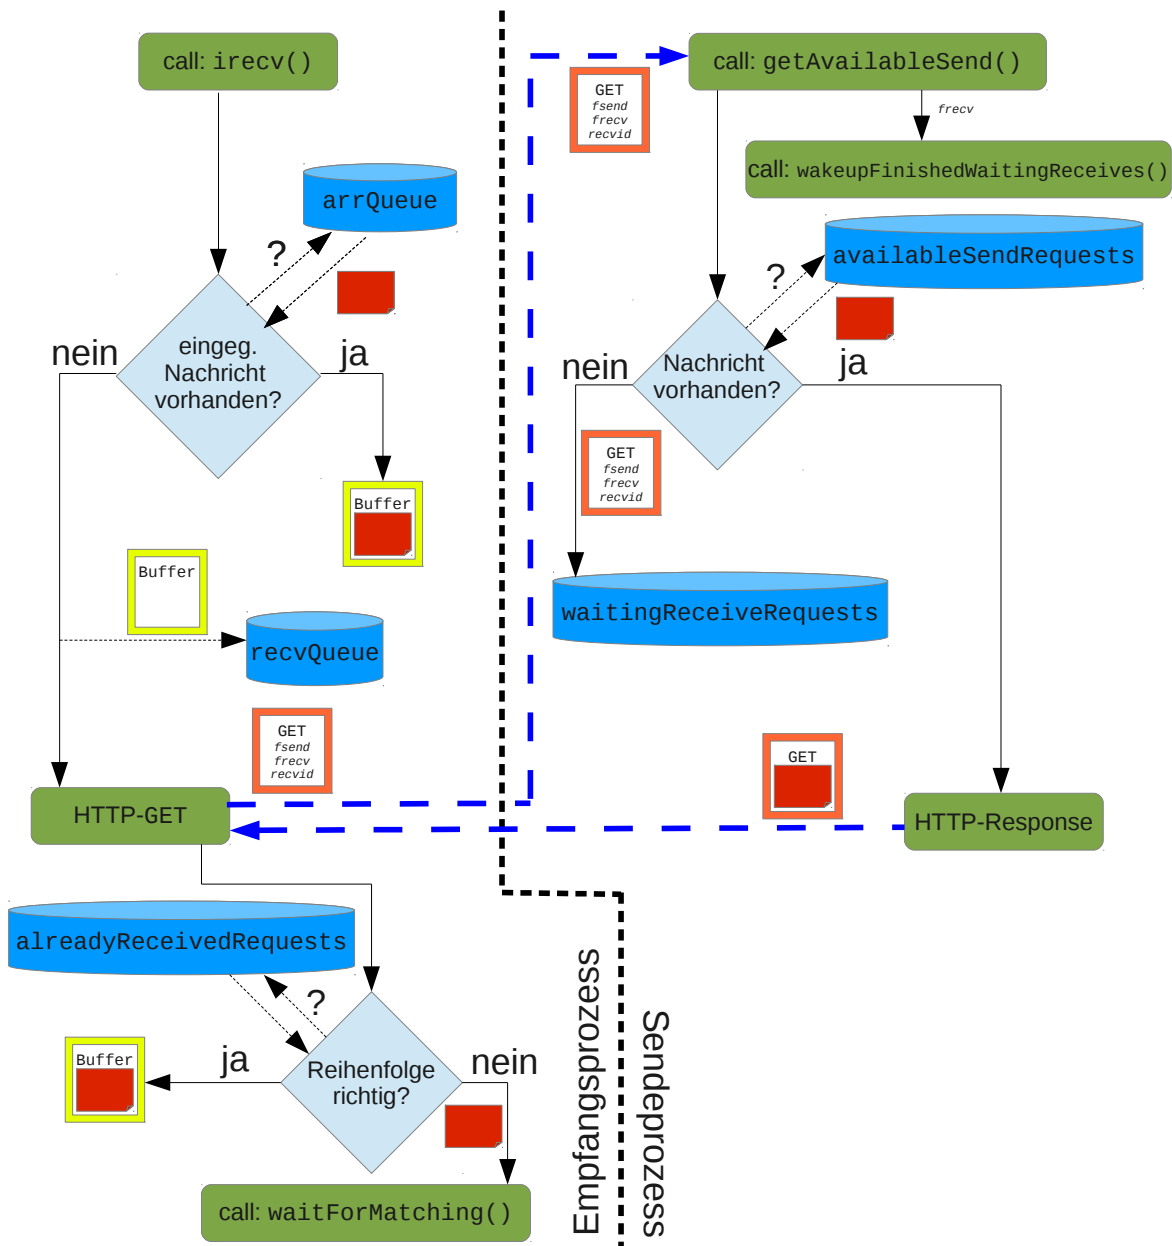 call: irecv()
arrQueue
?
eingeg.
Nachricht
vorhanden?
nein
ja
Buffer
Buffer
recvQueue
GET
fsend
frecv
recvid
HTTP-GET
alreadyReceivedRequests
?
Reihenfolge
richtig?
ja
nein
Buffer
call: waitForMatching()
Empfangsprozess
Sendeprozess
GET
fsend
frecv
recvid
call: getAvailableSend()
frecv
call: wakeupFinishedWaitingReceives()
availableSendRequests
?
Nachricht
vorhanden?
nein
ja
GET
fsend
frecv
recvid
waitingReceiveRequests
GET
HTTP-Response